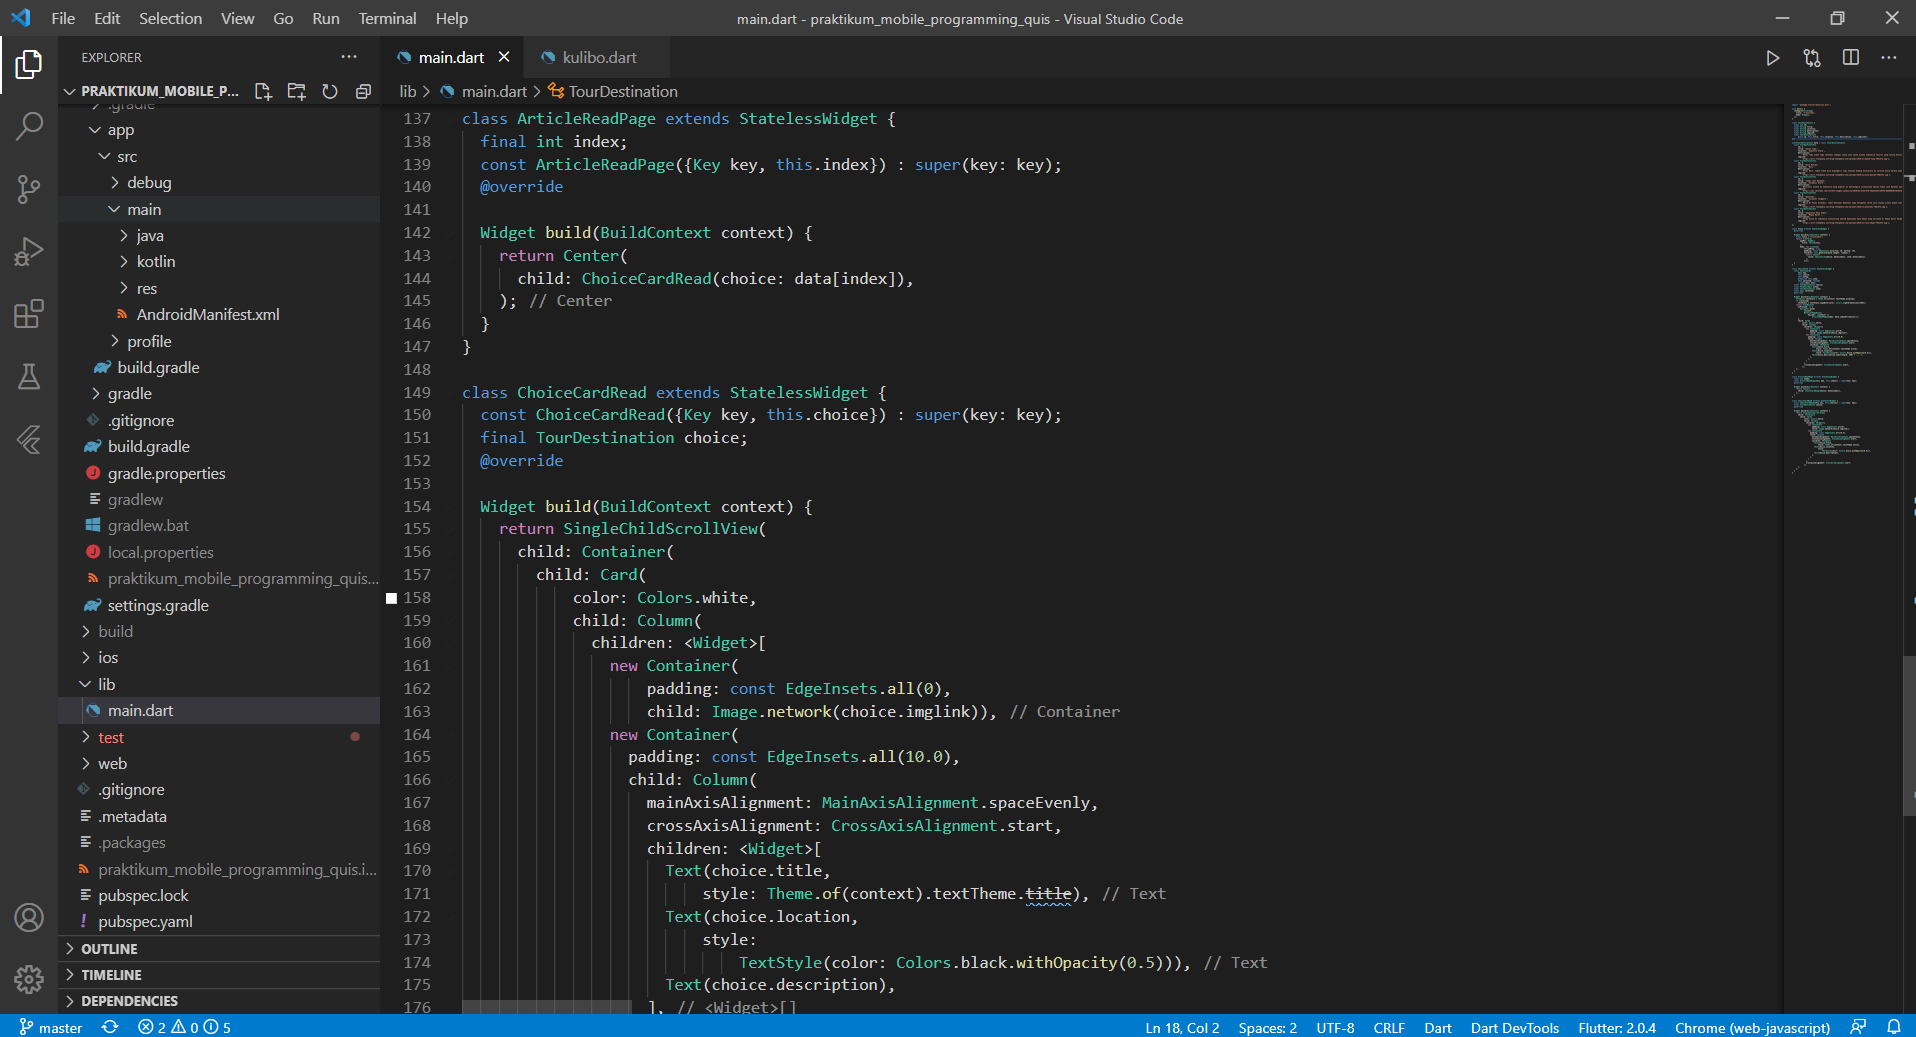 File Edit Selection View Go Run Terminal Help
main.dart - praktikum_mobile_programming_quis - Visual Studio Code
EXPLORER
PRAKTIKUM_MOBILE_P...
.gradle
app
src
debug
main
java
kotlin
res
AndroidManifest.xml
profile
build.gradle
gradle
.gitignore
build.gradle
gradle.properties
gradlew
gradlew.bat
local.properties
praktikum_mobile_programming_quis...
settings.gradle
build
ios
lib
main.dart
test
web
.gitignore
.metadata
.packages
praktikum_mobile_programming_quis.i...
pubspec.lock
pubspec.yaml
OUTLINE
TIMELINE
DEPENDENCIES
main.dart
kulibo.dart
lib > main.dart > TourDestination
137 class ArticleReadPage extends StatelessWidget {
138 final int index;
139 const ArticleReadPage({Key key, this.index}) : super(key: key);
140 @override
141
142 Widget build(BuildContext context) {
143 return Center(
144 child: ChoiceCardRead(choice: data[index]),
145 ); // Center
146 }
147 }
148
149 class ChoiceCardRead extends StatelessWidget {
150 const ChoiceCardRead({Key key, this.choice}) : super(key: key);
151 final TourDestination choice;
152 @override
153
154 Widget build(BuildContext context) {
155 return SingleChildScrollView(
156 child: Container(
157 child: Card(
158 color: Colors.white,
159 child: Column(
160 children: <Widget>[
161 new Container(
162 padding: const EdgeInsets.all(0),
163 child: Image.network(choice.imglink)), // Container
164 new Container(
165 padding: const EdgeInsets.all(10.0),
166 child: Column(
167 mainAxisAlignment: MainAxisAlignment.spaceEvenly,
168 crossAxisAlignment: CrossAxisAlignment.start,
169 children: <Widget>[
170 Text(choice.title,
171 style: Theme.of(context).textTheme.title), // Text
172 Text(choice.location,
173 style:
174 TextStyle(color: Colors.black.withOpacity(0.5))), // Text
175 Text(choice.description),
176 ], // <Widget>[]
master 2 0 5
Ln 18, Col 2 Spaces: 2 UTF-8 CRLF Dart Dart DevTools Flutter: 2.0.4 Chrome (web-javascript)